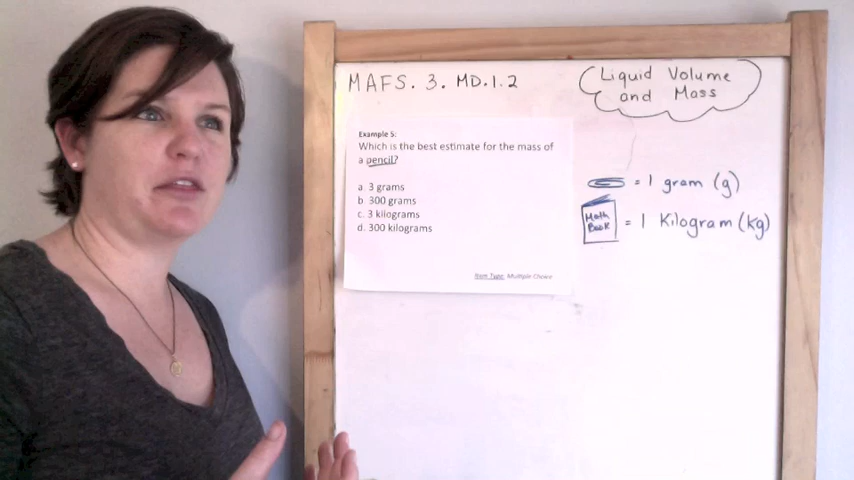 MAFS. 3. MD.1.2
Liquid Volume
and Mass
Example 5:
Which is the best estimate for the mass of
a pencil?
a. 3 grams
b. 300 grams
c. 3 kilograms
d. 300 kilograms
Item Type: Multiple Choice
= 1 gram (g)
Math
Book
= 1 Kilogram (kg)